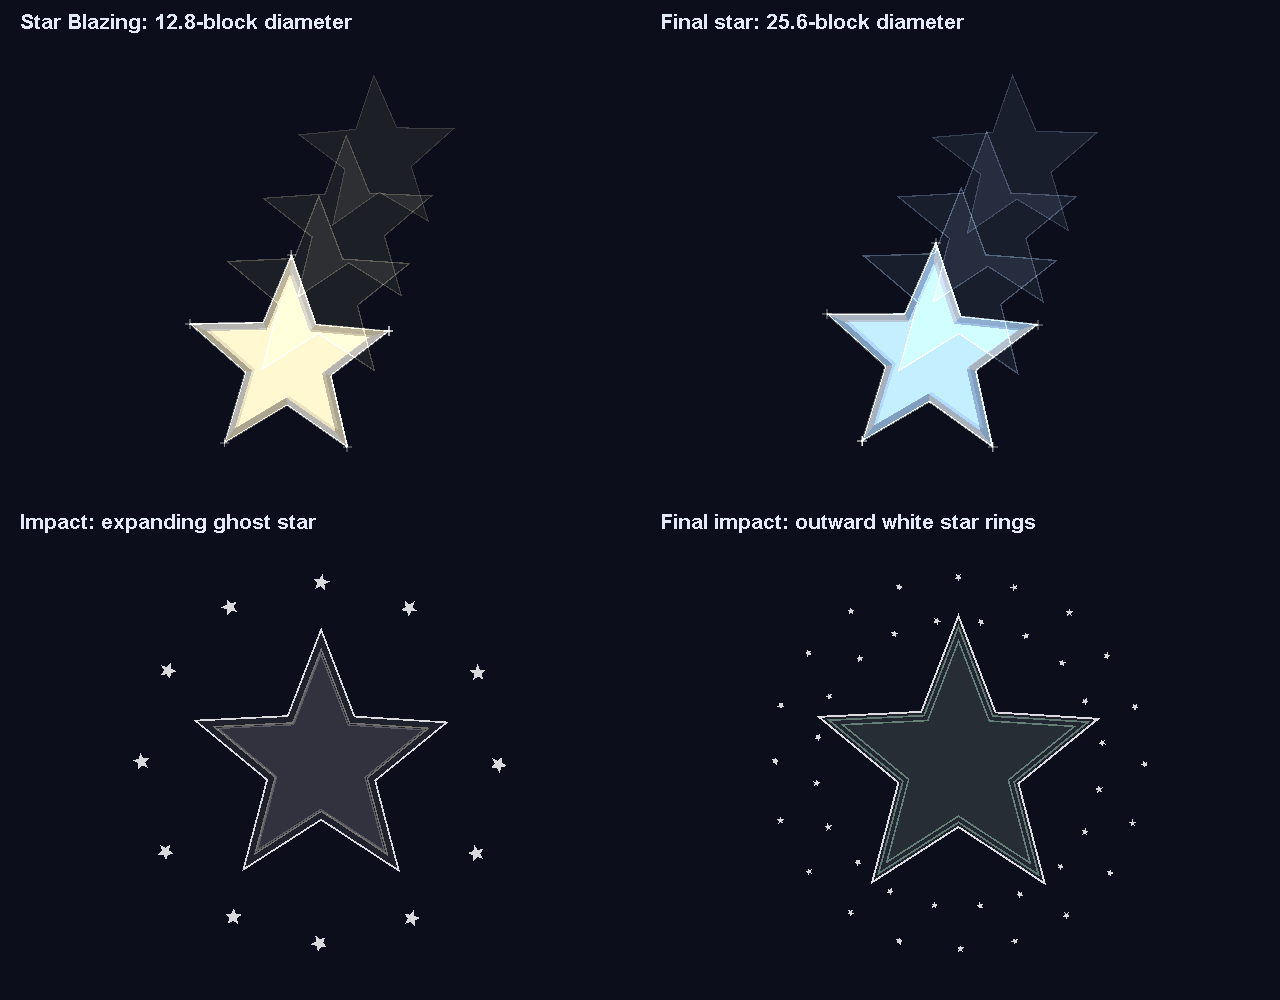 Star Blazing: 12.8-block diameter
Final star: 25.6-block diameter
Impact: expanding ghost star
Final impact: outward white star rings